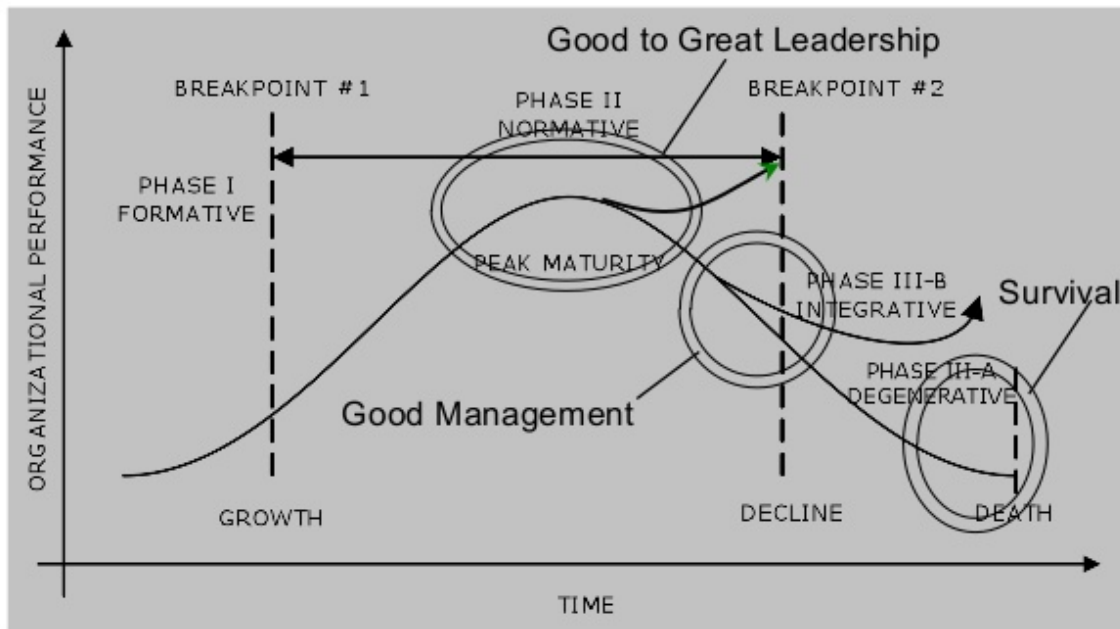 Good to Great Leadership
BREAKPOINT #1
BREAKPOINT #2
PHASE II
NORMATIVE
PHASE I
FORMATIVE
PEAK MATURITY
PHASE III-B
INTEGRATIVE
Survival
PHASE III-A
DEGENERATIVE
Good Management
GROWTH
DECLINE
DEATH
ORGANIZATIONAL PERFORMANCE
TIME